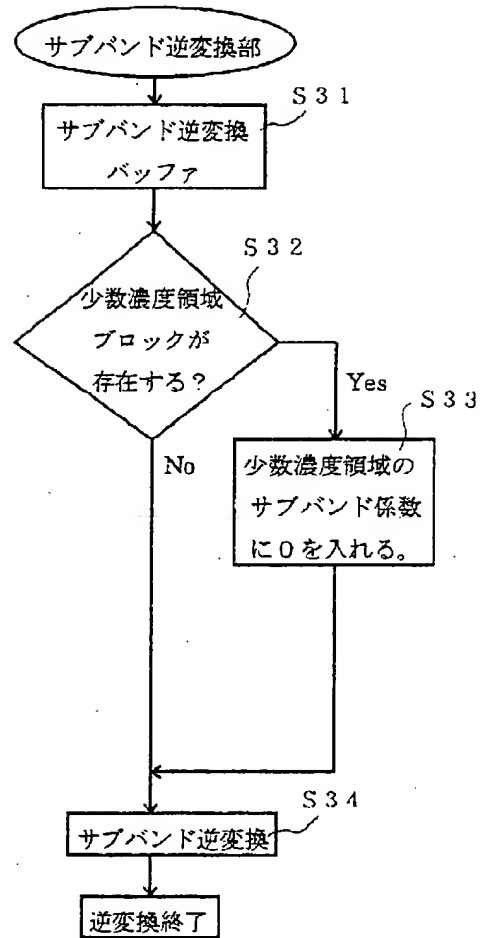 サブバンド逆変換部
S31
サブバンド逆変換
バッファ
S32
少数濃度領域
ブロックが
存在する?
Yes
S33
No
少数濃度領域の
サブバンド係数
に0を入れる。
S34
サブバンド逆変換
逆変換終了